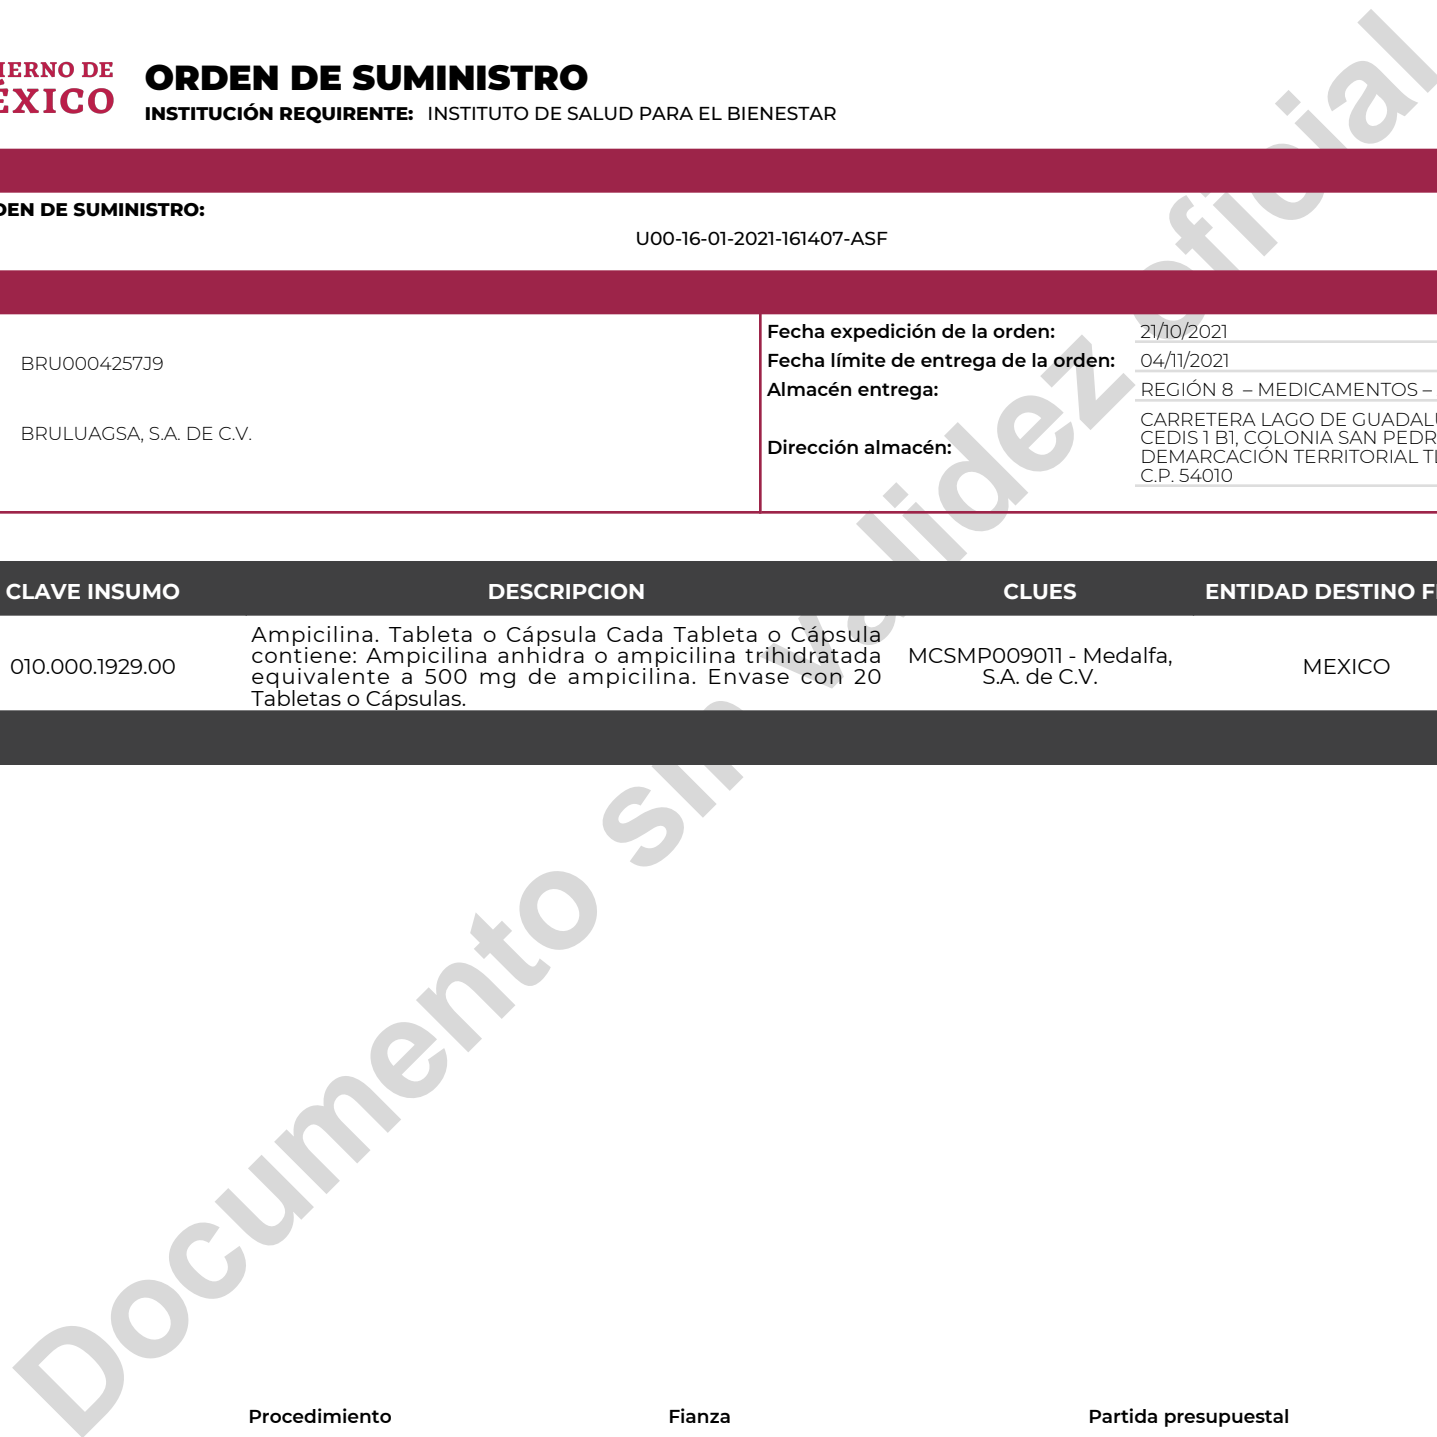 IERNO DE
ÉXICO
ORDEN DE SUMINISTRO
INSTITUCIÓN REQUIRENTE: INSTITUTO DE SALUD PARA EL BIENESTAR
DEN DE SUMINISTRO:
U00-16-01-2021-161407-ASF
BRU0004257J9
BRULUAGSA, S.A. DE C.V.
Fecha expedición de la orden: 21/10/2021
Fecha límite de entrega de la orden: 04/11/2021
Almacén entrega: REGIÓN 8 – MEDICAMENTOS –
Dirección almacén:
CARRETERA LAGO DE GUADALU
CEDIS 1 B1, COLONIA SAN PEDR
DEMARCACIÓN TERRITORIAL TL
C.P. 54010
CLAVE INSUMO DESCRIPCION CLUES ENTIDAD DESTINO FI
010.000.1929.00
Ampicilina. Tableta o Cápsula Cada Tableta o Cápsula
contiene: Ampicilina anhidra o ampicilina trihidratada
equivalente a 500 mg de ampicilina. Envase con 20
Tabletas o Cápsulas.
MCSMP009011 - Medalfa,
S.A. de C.V.
MEXICO
Documento sin validez oficial
Procedimiento Fianza Partida presupuestal